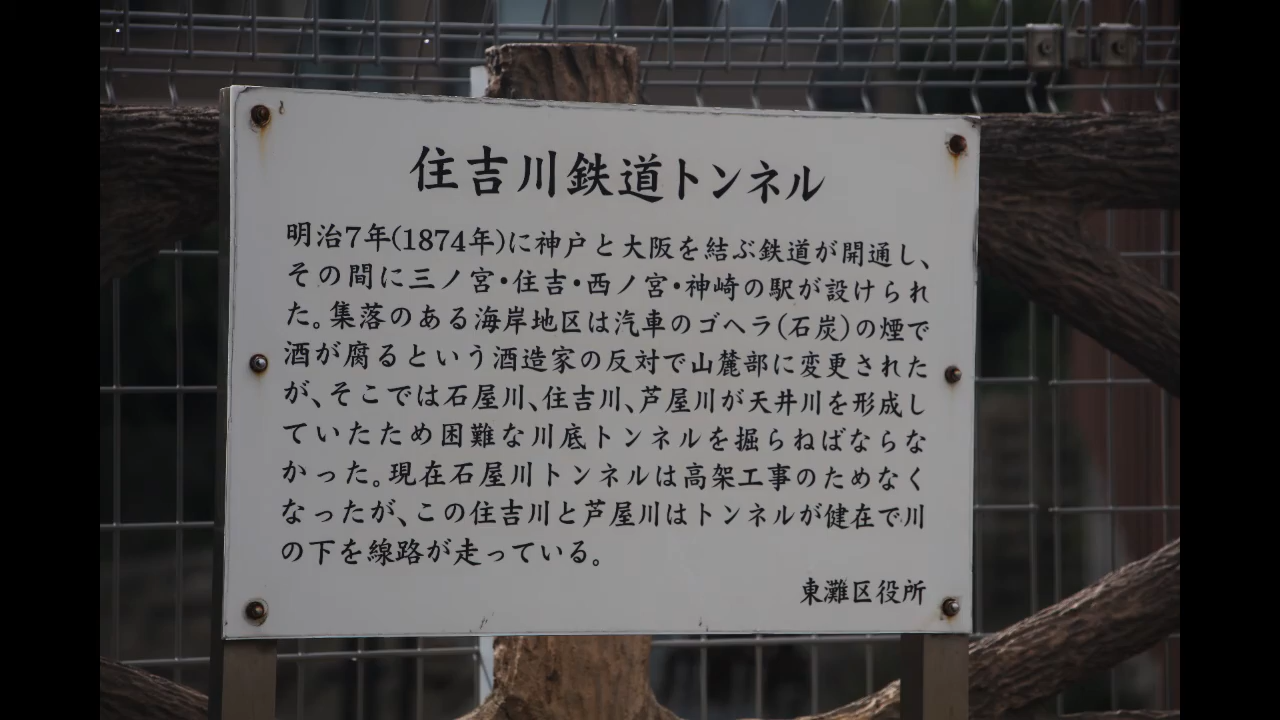 住吉川鉄道トンネル
明治7年(1874年)に神戸と大阪を結ぶ鉄道が開通し、
その間に三ノ宮・住吉・西ノ宮・神崎の駅が設けられ
た。集落のある海岸地区は汽車のゴヘラ(石炭)の煙で
酒が腐るという酒造家の反対で山麓部に変更された
が、そこでは石屋川、住吉川、芦屋川が天井川を形成し
ていたため困難な川底トンネルを掘らねばならな
かった。現在石屋川トンネルは高架工事のためなく
なったが、この住吉川と芦屋川はトンネルが健在で川
の下を線路が走っている。
東灘区役所